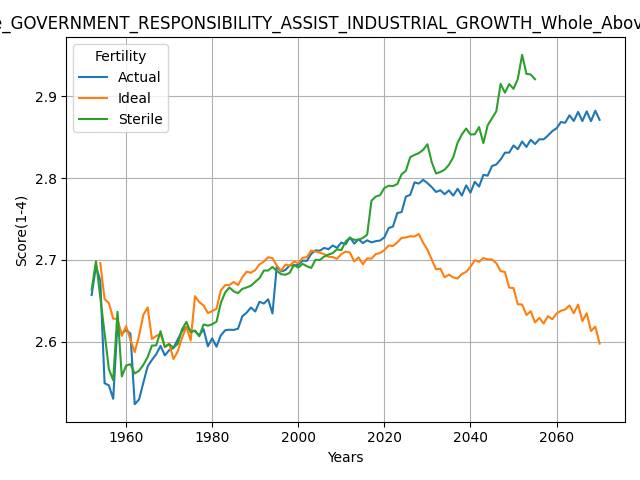 e_GOVERNMENT_RESPONSIBILITY_ASSIST_INDUSTRIAL_GROWTH_Whole_Abov
Fertility
Actual
Ideal
Sterile
Score(1-4)
2.9
2.8
2.7
2.6
1960 1980 2000 2020 2040 2060
Years